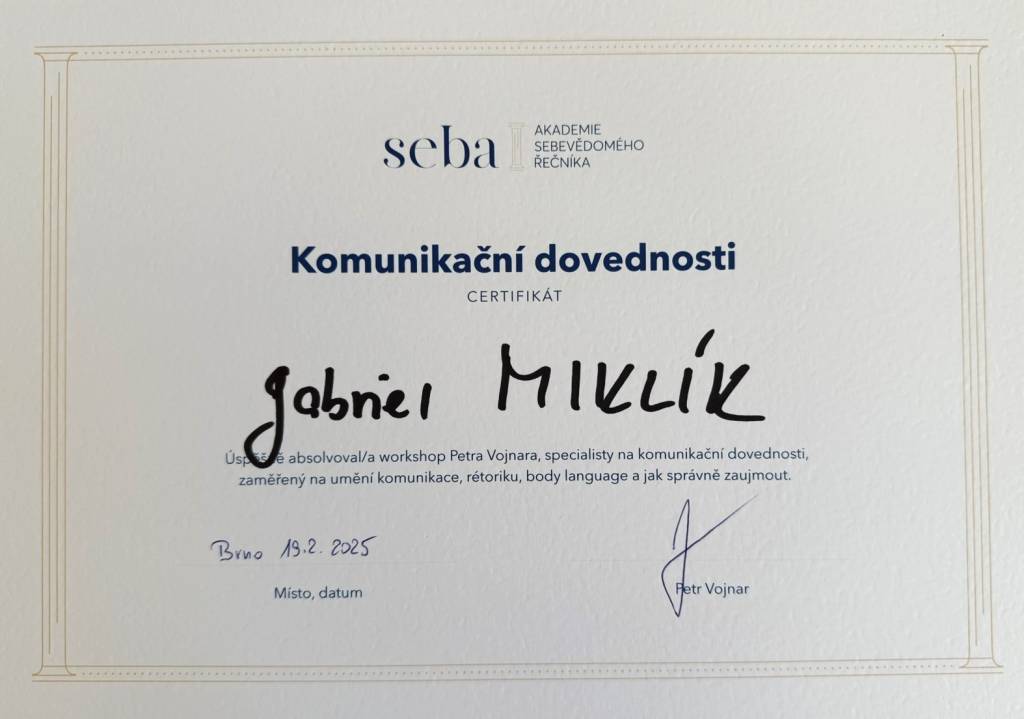 seba
AKADEMIE
SEBEVĚDOMÉHO
ŘEČNÍKA
Komunikační dovednosti
CERTIFIKÁT
Gabriel MIKLÍK
Úspěšně absolvoval/a workshop Petra Vojnara, specialisty na komunikační dovednosti,
zaměřený na umění komunikace, rétoriku, body language a jak správně zaujmout.
Brno 19.2. 2025
Místo, datum
Petr Vojnar